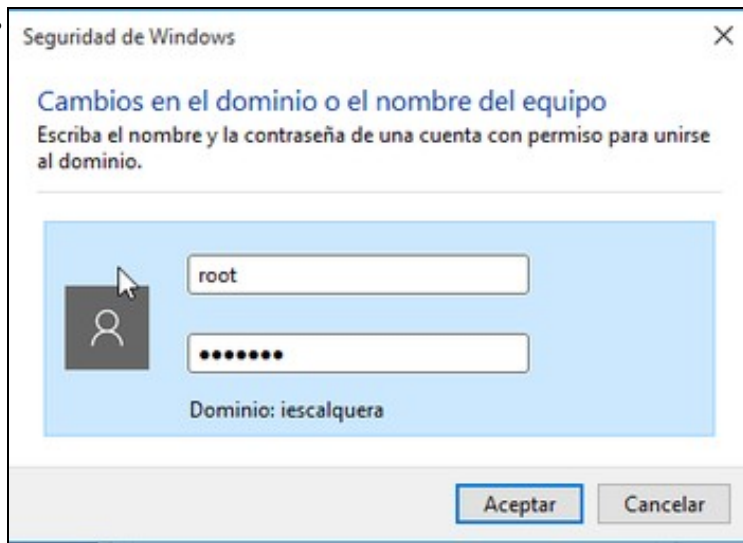 Seguridad de Windows
Cambios en el dominio o el nombre del equipo
Escriba el nombre y la contraseña de una cuenta con permiso para unirse
al dominio.
root
●●●●●●●
Dominio: iescalquera
Aceptar
Cancelar